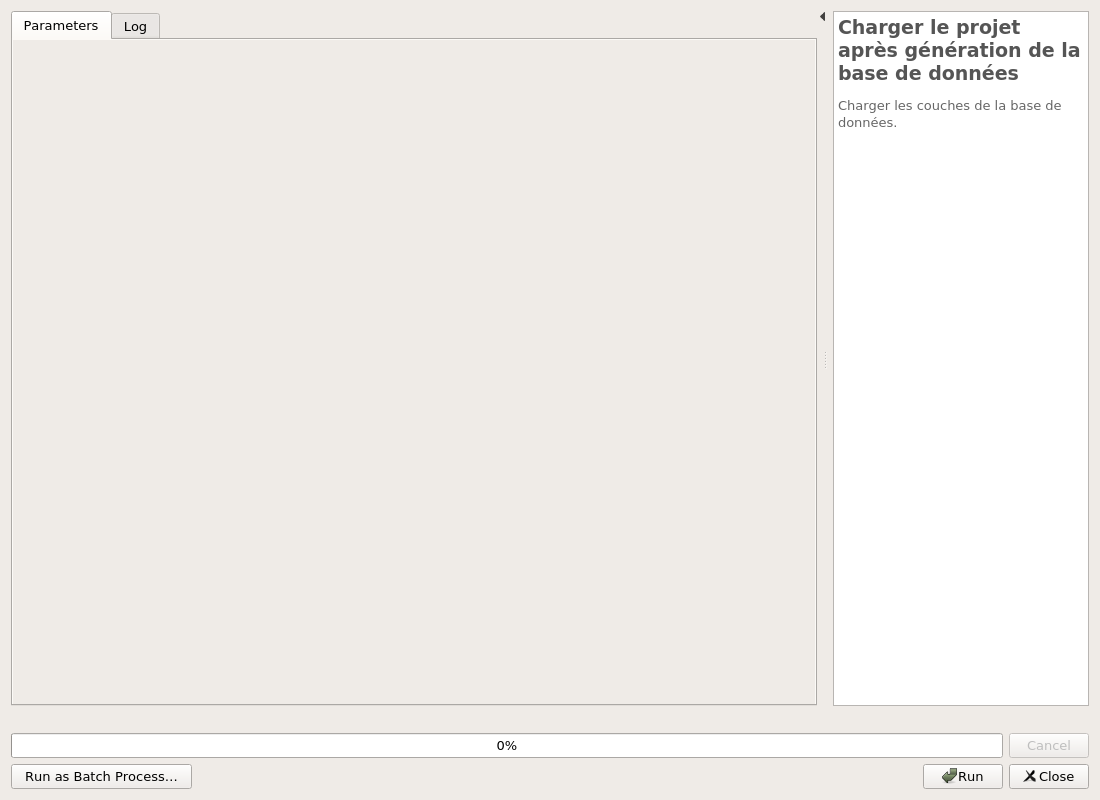 Parameters
Log
Charger le projet
après génération de la
base de données
Charger les couches de la base de
données.
0%
Cancel
Run as Batch Process…
Run
Close